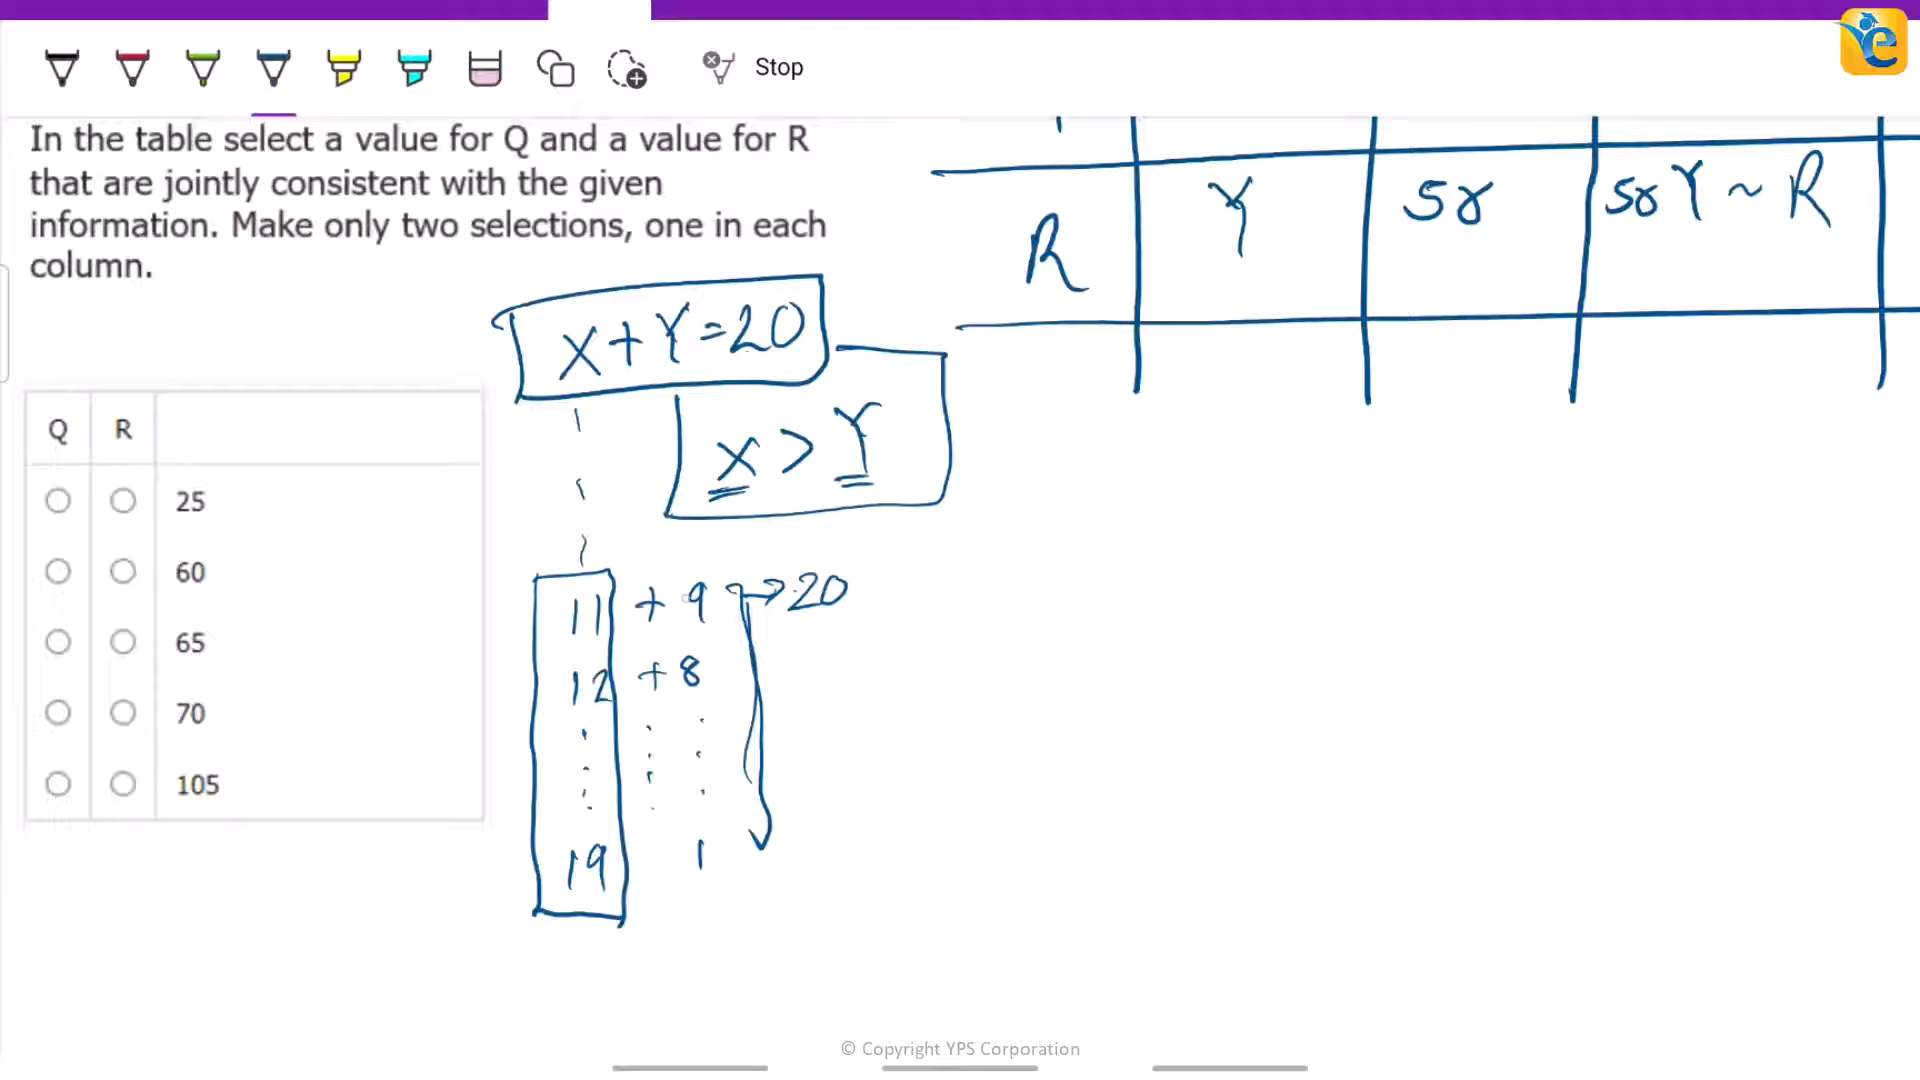 Stop
In the table select a value for Q and a value for R
that are jointly consistent with the given
information. Make only two selections, one in each
column.
R Y 5r 5rY ~ R
X + Y = 20
X > Y
Q R
25
60
65
70
105
11 + 9 → 20
12 + 8
19 1
© Copyright YPS Corporation